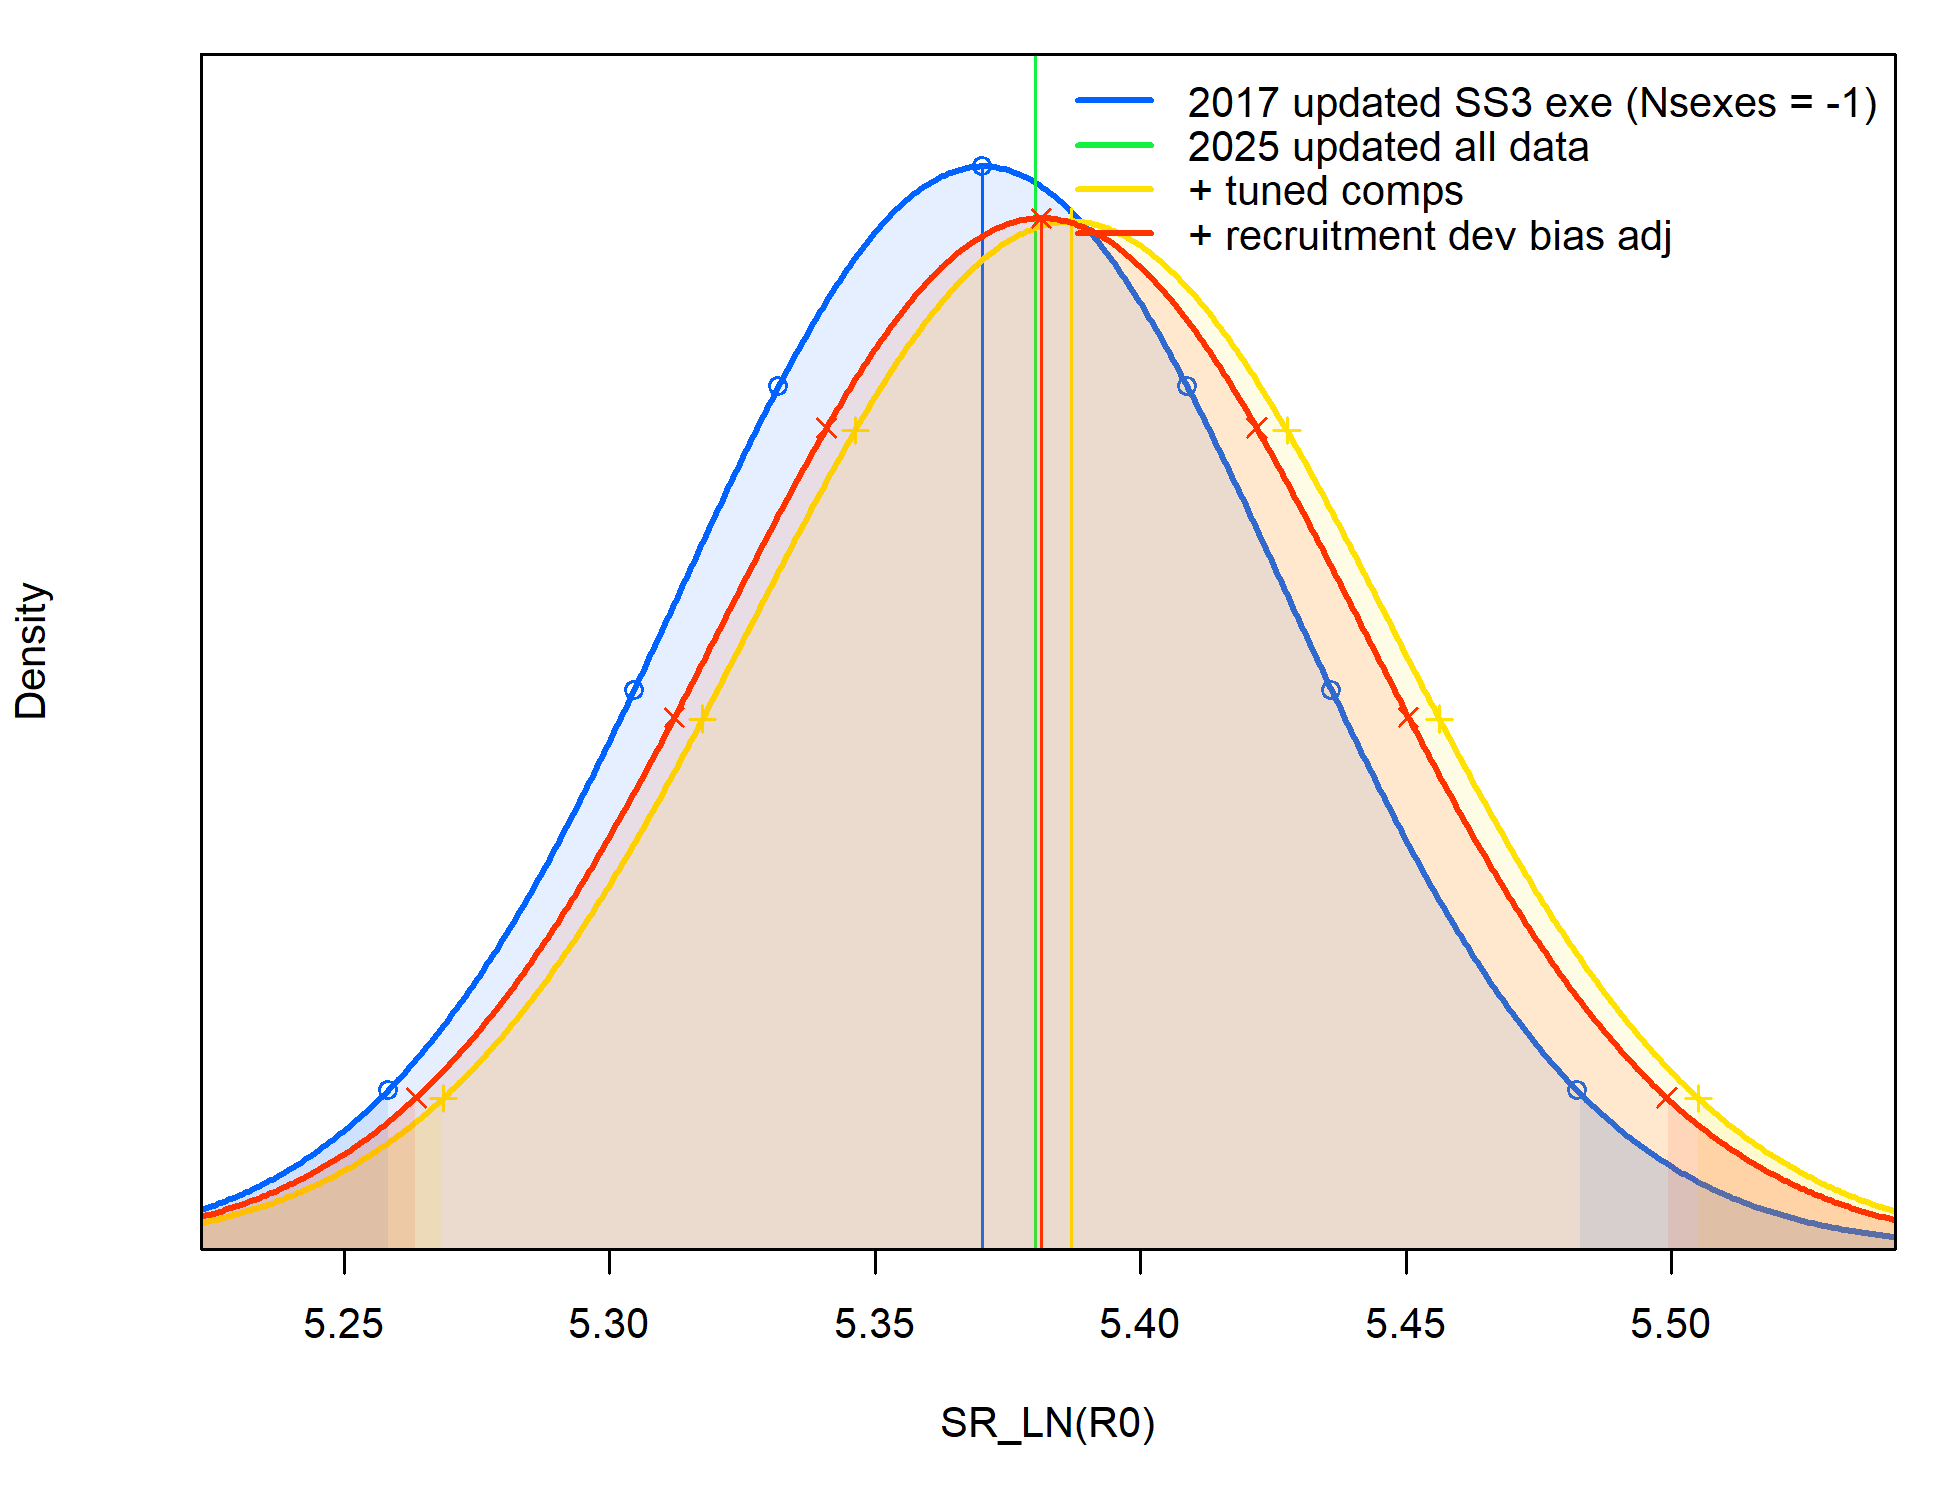 2017 updated SS3 exe (Nsexes = -1)
2025 updated all data
+ tuned comps
+ recruitment dev bias adj
Density
5.25 5.30 5.35 5.40 5.45 5.50
SR_LN(R0)